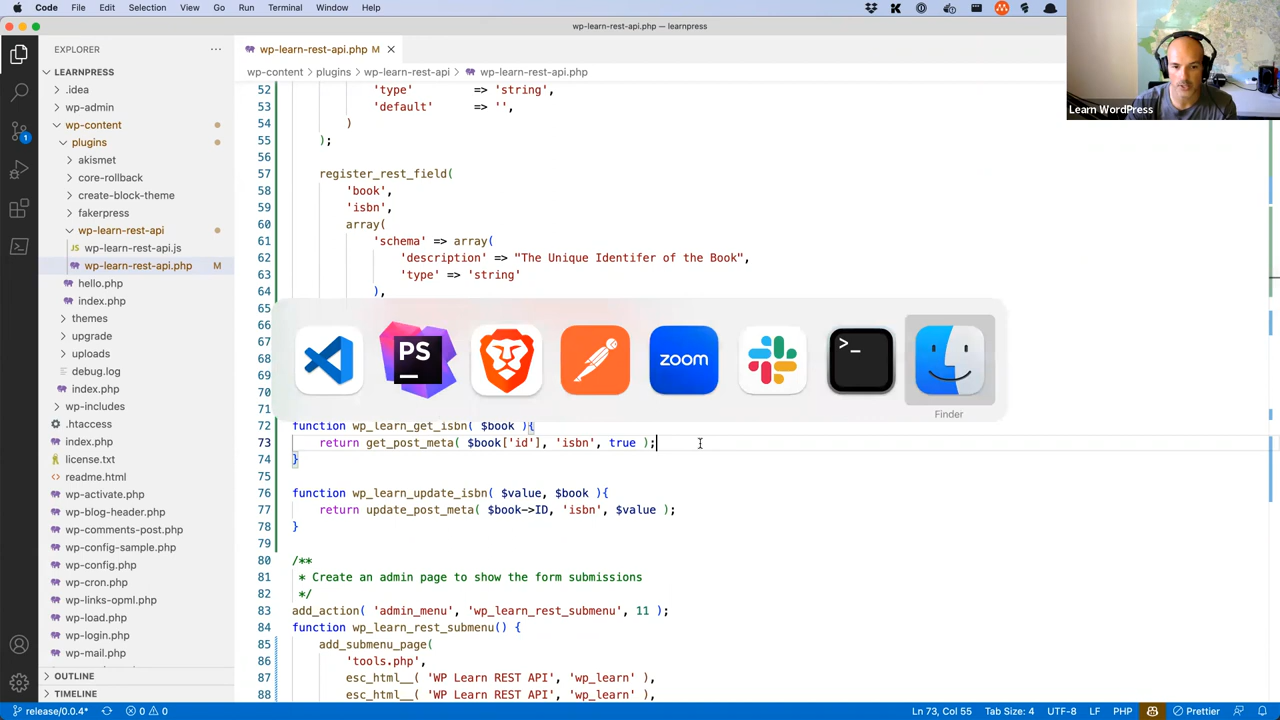 Code File Edit Selection View Go Run Terminal Window Help
wp-learn-rest-api.php — learnpress
EXPLORER
LEARNPRESS
.idea
wp-admin
wp-content
plugins
akismet
core-rollback
create-block-theme
fakerpress
wp-learn-rest-api
JS wp-learn-rest-api.js
wp-learn-rest-api.php M
hello.php
index.php
themes
upgrade
uploads
debug.log
index.php
wp-includes
.htaccess
index.php
license.txt
readme.html
wp-activate.php
wp-blog-header.php
wp-comments-post.php
wp-config-sample.php
wp-config.php
wp-cron.php
wp-links-opml.php
wp-load.php
wp-login.php
wp-mail.php
OUTLINE
TIMELINE
1
wp-learn-rest-api.php M
wp-content plugins wp-learn-rest-api wp-learn-rest-api.php
52 'type' => 'string',
53 'default' => '',
54 )
55 );
56
57 register_rest_field(
58 'book',
59 'isbn',
60 array(
61 'schema' => array(
62 'description' => "The Unique Identifer of the Book",
63 'type' => 'string'
64 ),
65
66
67
68
69
70
71
72 function wp_learn_get_isbn( $book ){
73 return get_post_meta( $book['id'], 'isbn', true );
74 }
75
76 function wp_learn_update_isbn( $value, $book ){
77 return update_post_meta( $book->ID, 'isbn', $value );
78 }
79
80 /**
81 * Create an admin page to show the form submissions
82 */
83 add_action( 'admin_menu', 'wp_learn_rest_submenu', 11 );
84 function wp_learn_rest_submenu() {
85 add_submenu_page(
86 'tools.php',
87 esc_html__( 'WP Learn REST API', 'wp_learn' ),
88 esc_html__( 'WP Learn REST API', 'wp_learn' ),
PS
zoom
>_
Finder
Learn WordPress
release/0.0.4* 0 0 Ln 73, Col 55 Tab Size: 4 UTF-8 LF PHP Prettier